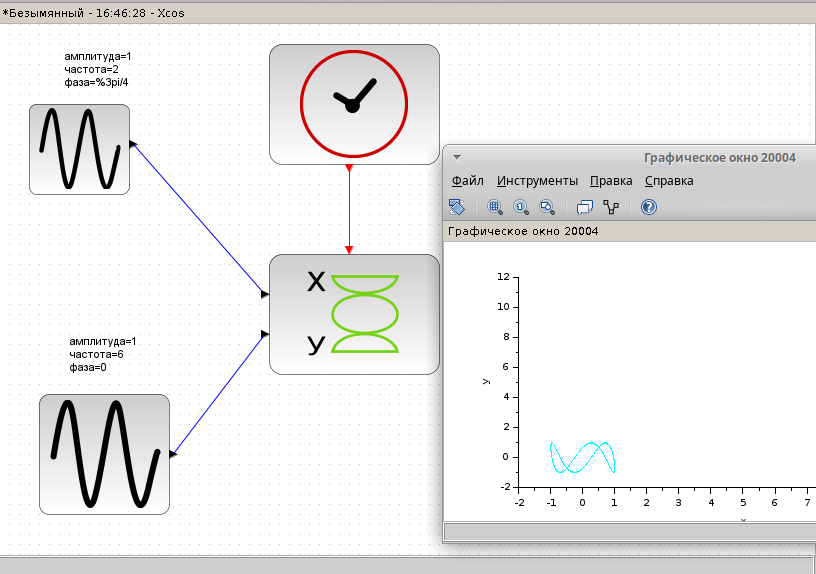 *Безымянный - 16:46:28 - Xcos
амплитуда=1
частота=2
фаза=%3pi/4
X
У
амплитуда=1
частота=6
фаза=0
Графическое окно 20004
Файл Инструменты Правка Справка
Графическое окно 20004
12
10
8
6
4
2
0
-2
y
-2 -1 0 1 2 3 4 5 6 7